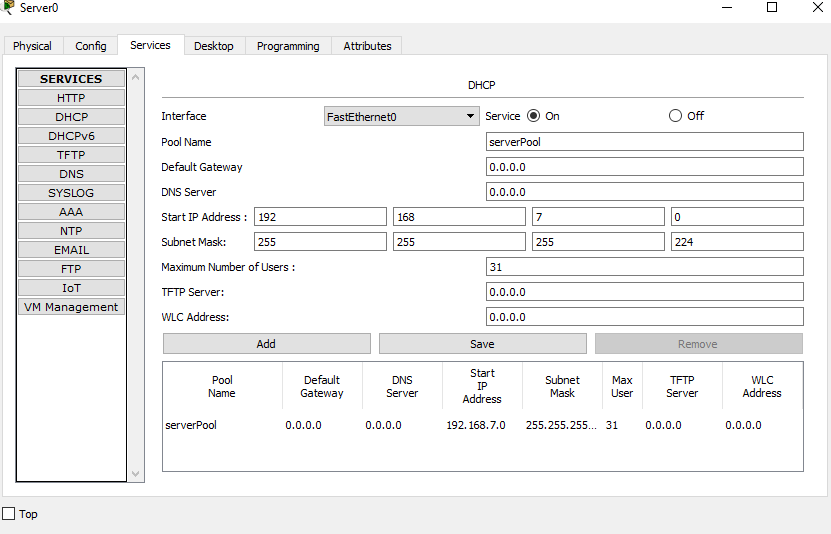 Server0
Physical Config Services Desktop Programming Attributes
SERVICES
HTTP
DHCP
DHCPv6
TFTP
DNS
SYSLOG
AAA
NTP
EMAIL
FTP
IoT
VM Management
DHCP
Interface FastEthernet0 Service On Off
Pool Name serverPool
Default Gateway 0.0.0.0
DNS Server 0.0.0.0
Start IP Address : 192 168 7 0
Subnet Mask: 255 255 255 224
Maximum Number of Users : 31
TFTP Server: 0.0.0.0
WLC Address: 0.0.0.0
Add Save Remove
Pool Name Default Gateway DNS Server Start IP Address Subnet Mask Max User TFTP Server WLC Address
serverPool 0.0.0.0 0.0.0.0 192.168.7.0 255.255.255... 31 0.0.0.0 0.0.0.0
Top